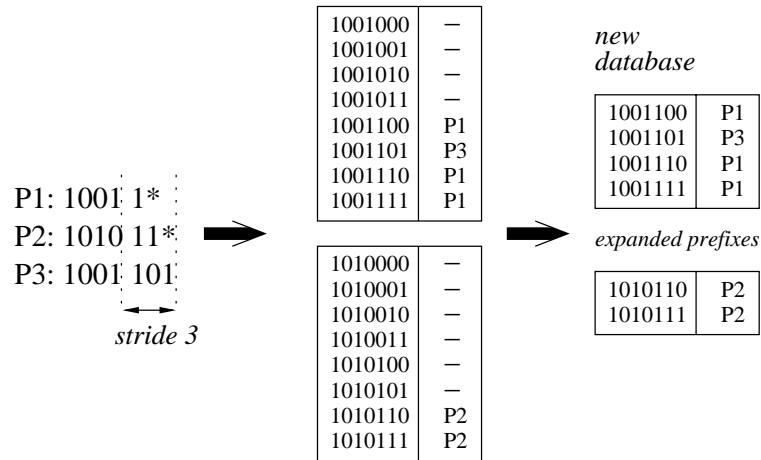 P1: 1001 1*
P2: 1010 11*
P3: 1001 101
stride 3
1001000 –
1001001 –
1001010 –
1001011 –
1001100 P1
1001101 P3
1001110 P1
1001111 P1
1010000 –
1010001 –
1010010 –
1010011 –
1010100 –
1010101 –
1010110 P2
1010111 P2
new
database
1001100 P1
1001101 P3
1001110 P1
1001111 P1
expanded prefixes
1010110 P2
1010111 P2